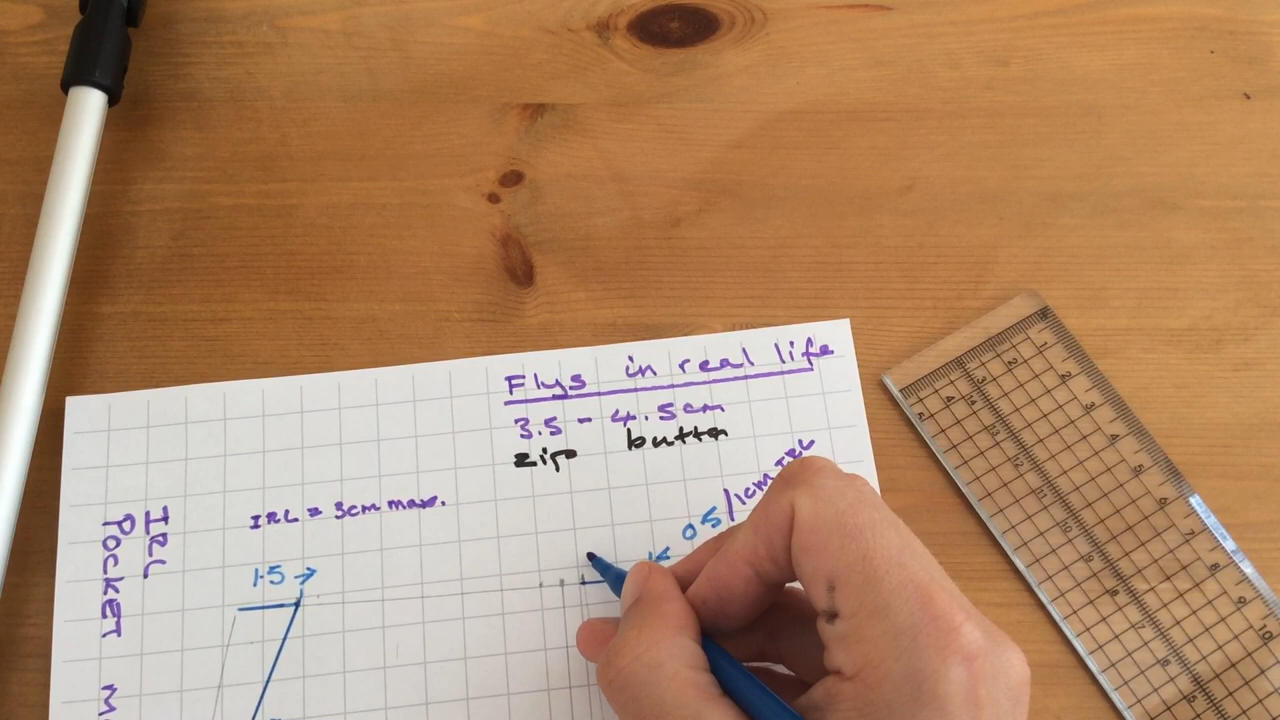 Flys in real life
3.5 - 4.5cm
zip button
IRL = 3cm max.
0.5/1cm IRL
1.5 →
IRL
POCKET